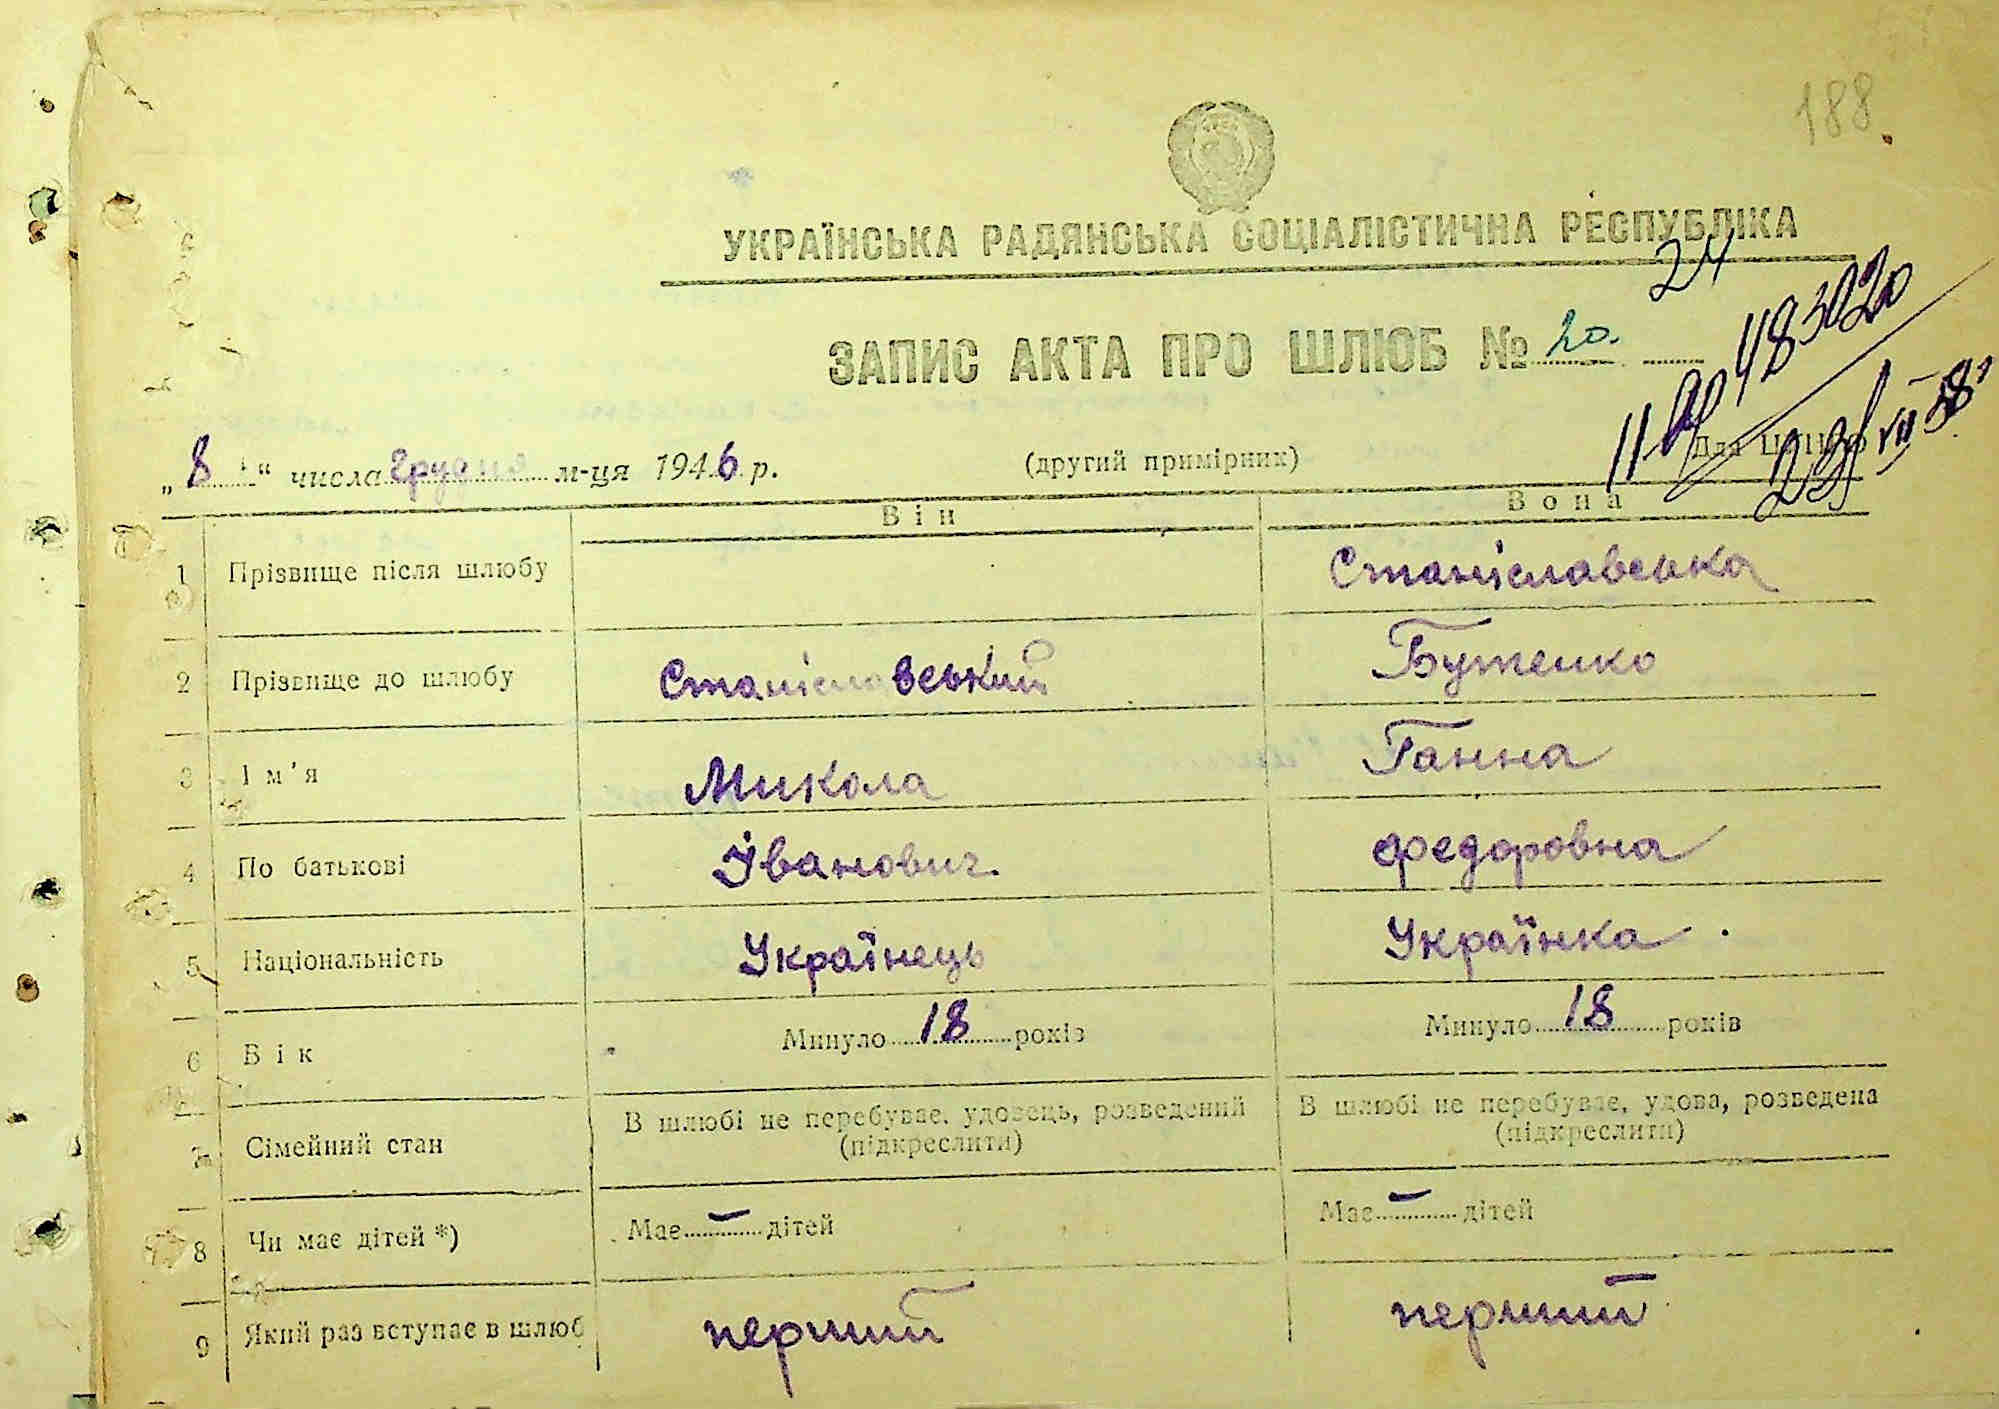 188
УКРАЇНСЬКА РАДЯНСЬКА СОЦІАЛІСТИЧНА РЕСПУБЛІКА
24
ЗАПИС АКТА ПРО ШЛЮБ № 20.
„8“ числа грудня м-ця 1946 р. (другий примірник)
Він Вона
1 Прізвище після шлюбу Станіславська
2 Прізвище до шлюбу Станіславський Бутенко
3 Ім'я Микола Ганна
4 По батькові Іванович. Федоровна
5 Національність Українець Українка.
6 Вік Минуло 18 років Минуло 18 років
7 Сімейний стан В шлюбі не перебуває, удовець, розведений (підкреслити) В шлюбі не перебуває, удова, розведена (підкреслити)
8 Чи має дітей *) Має — дітей Має — дітей
9 Який раз вступає в шлюб перший перший